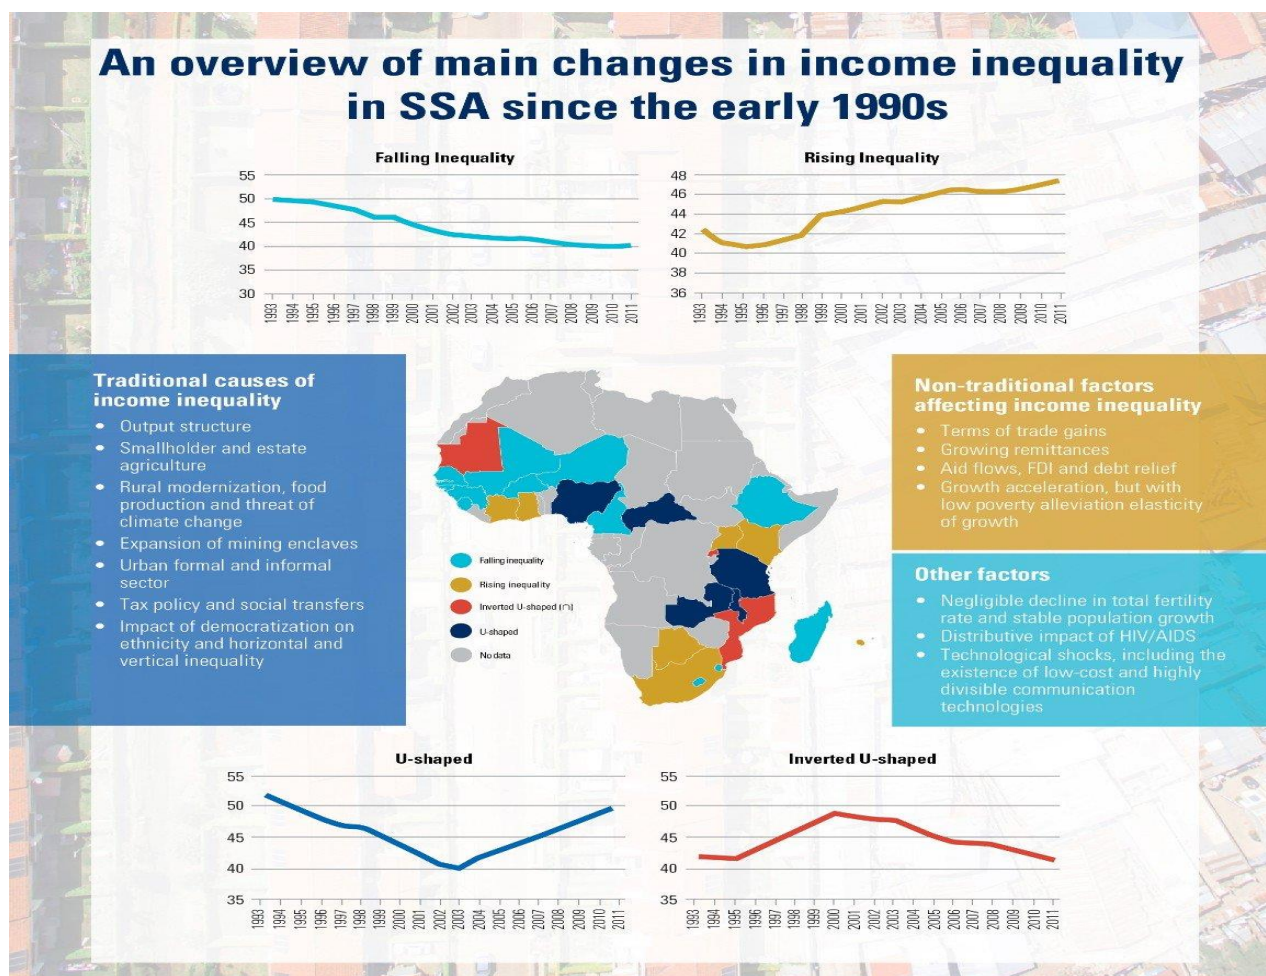 An overview of main changes in income inequality
in SSA since the early 1990s
Falling Inequality
55
50
45
40
35
30
1993
1994
1995
1996
1997
1998
1999
2000
2001
2002
2003
2004
2005
2006
2007
2008
2009
2010
2011
Rising Inequality
48
46
44
42
40
38
36
1993
1994
1995
1996
1997
1998
1999
2000
2001
2002
2003
2004
2005
2006
2007
2008
2009
2010
2011
Traditional causes of
income inequality
• Output structure
• Smallholder and estate
agriculture
• Rural modernization, food
production and threat of
climate change
• Expansion of mining enclaves
• Urban formal and informal
sector
• Tax policy and social transfers
• Impact of democratization on
ethnicity and horizontal and
vertical inequality
Falling inequality
Rising inequality
Inverted U-shaped (∩)
U-shaped
No data
Non-traditional factors
affecting income inequality
• Terms of trade gains
• Growing remittances
• Aid flows, FDI and debt relief
• Growth acceleration, but with
low poverty alleviation elasticity
of growth
Other factors
• Negligible decline in total fertility
rate and stable population growth
• Distributive impact of HIV/AIDS
• Technological shocks, including the
existence of low-cost and highly
divisible communication
technologies
U-shaped
55
50
45
40
35
1993
1994
1995
1996
1997
1998
1999
2000
2001
2002
2003
2004
2005
2006
2007
2008
2009
2010
2011
Inverted U-shaped
55
50
45
40
35
1993
1994
1995
1996
1997
1998
1999
2000
2001
2002
2003
2004
2005
2006
2007
2008
2009
2010
2011